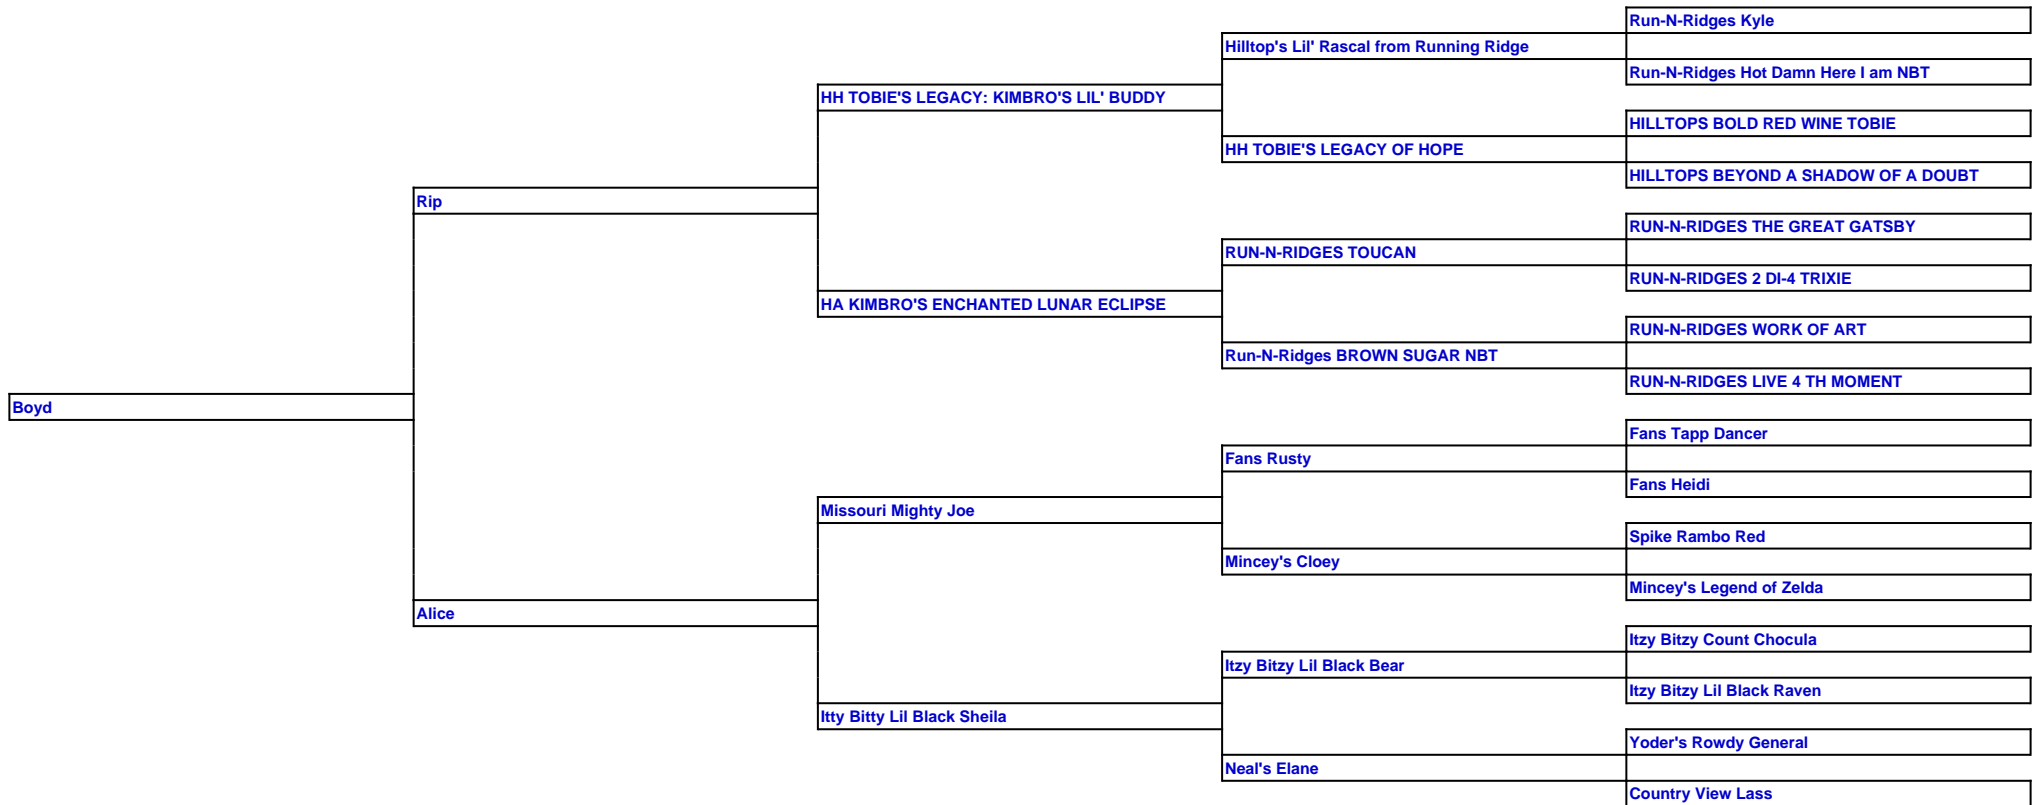 Run-N-Ridges Kyle
Hilltop's Lil' Rascal from Running Ridge
Run-N-Ridges Hot Damn Here I am NBT
HH TOBIE'S LEGACY: KIMBRO'S LIL' BUDDY
HILLTOPS BOLD RED WINE TOBIE
HH TOBIE'S LEGACY OF HOPE
HILLTOPS BEYOND A SHADOW OF A DOUBT
Rip
RUN-N-RIDGES THE GREAT GATSBY
RUN-N-RIDGES TOUCAN
RUN-N-RIDGES 2 DI-4 TRIXIE
HA KIMBRO'S ENCHANTED LUNAR ECLIPSE
RUN-N-RIDGES WORK OF ART
Run-N-Ridges BROWN SUGAR NBT
RUN-N-RIDGES LIVE 4 TH MOMENT
Boyd
Fans Tapp Dancer
Fans Rusty
Fans Heidi
Missouri Mighty Joe
Spike Rambo Red
Mincey's Cloey
Mincey's Legend of Zelda
Alice
Itzy Bitzy Count Chocula
Itzy Bitzy Lil Black Bear
Itzy Bitzy Lil Black Raven
Itty Bitty Lil Black Sheila
Yoder's Rowdy General
Neal's Elane
Country View Lass